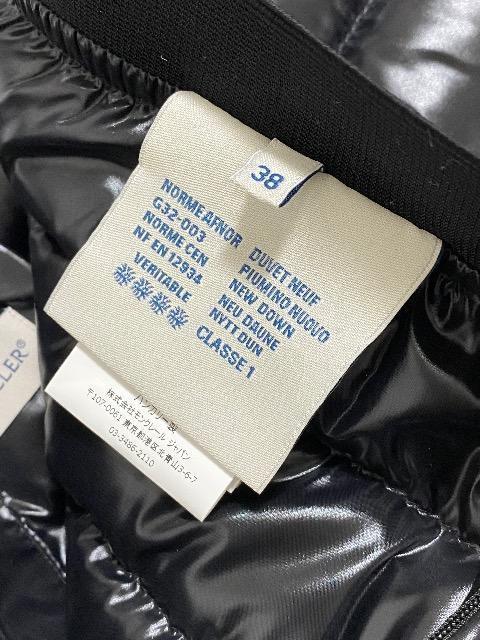 38
NORME AFNOR
G32-003
NORME CEN
NF EN 12934
VERITABLE
DUVET NEUF
PIUMINO NUOVO
NEW DOWN
NEU DAUNE
NYTT DUN
CLASSE 1
ハンガリー製
株式会社モンクレール ジャパン
〒107-0061 東京都港区北青山3-6-7
03-3486-2110
CLER®